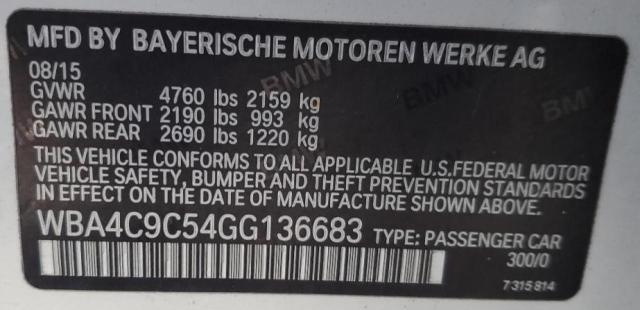 MFD BY BAYERISCHE MOTOREN WERKE AG
08/15
GVWR 4760 lbs 2159 kg
GAWR FRONT 2190 lbs 993 kg
GAWR REAR 2690 lbs 1220 kg
THIS VEHICLE CONFORMS TO ALL APPLICABLE U.S.FEDERAL MOTOR
VEHICLE SAFETY, BUMPER AND THEFT PREVENTION STANDARDS
IN EFFECT ON THE DATE OF MANUFACTURE SHOWN ABOVE.
WBA4C9C54GG136683 TYPE: PASSENGER CAR
300/0
7 315 814
BMW
BMW
BMW